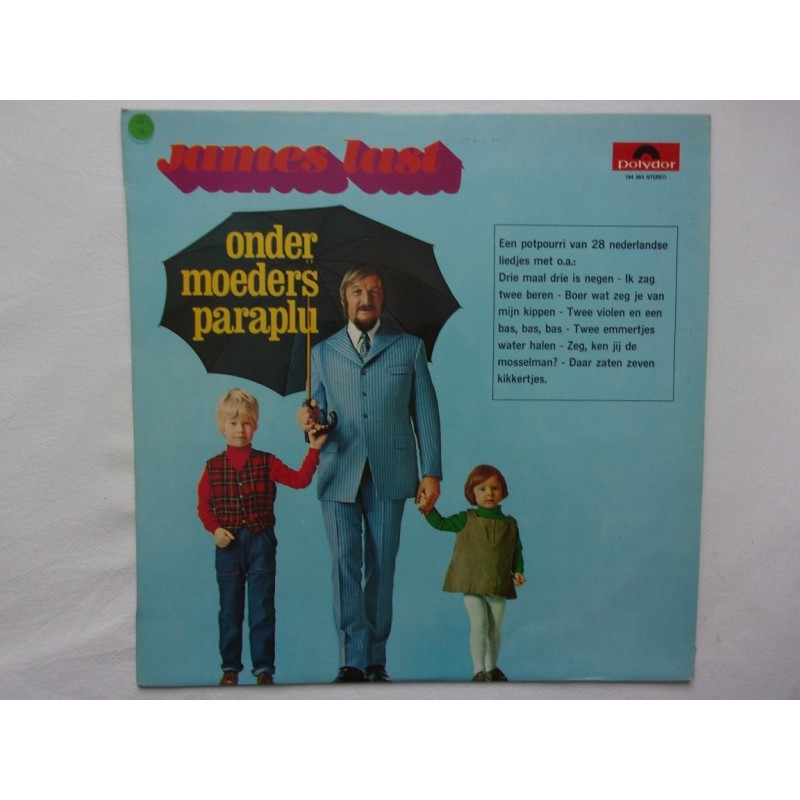 James last
polydor
184 365 STEREO
onder
moeders
paraplu
Een potpourri van 28 nederlandse
liedjes met o.a.:
Drie maal drie is negen - Ik zag
twee beren - Boer wat zeg je van
mijn kippen - Twee violen en een
bas, bas, bas - Twee emmertjes
water halen - Zeg, ken jij de
mosselman? - Daar zaten zeven
kikkertjes.